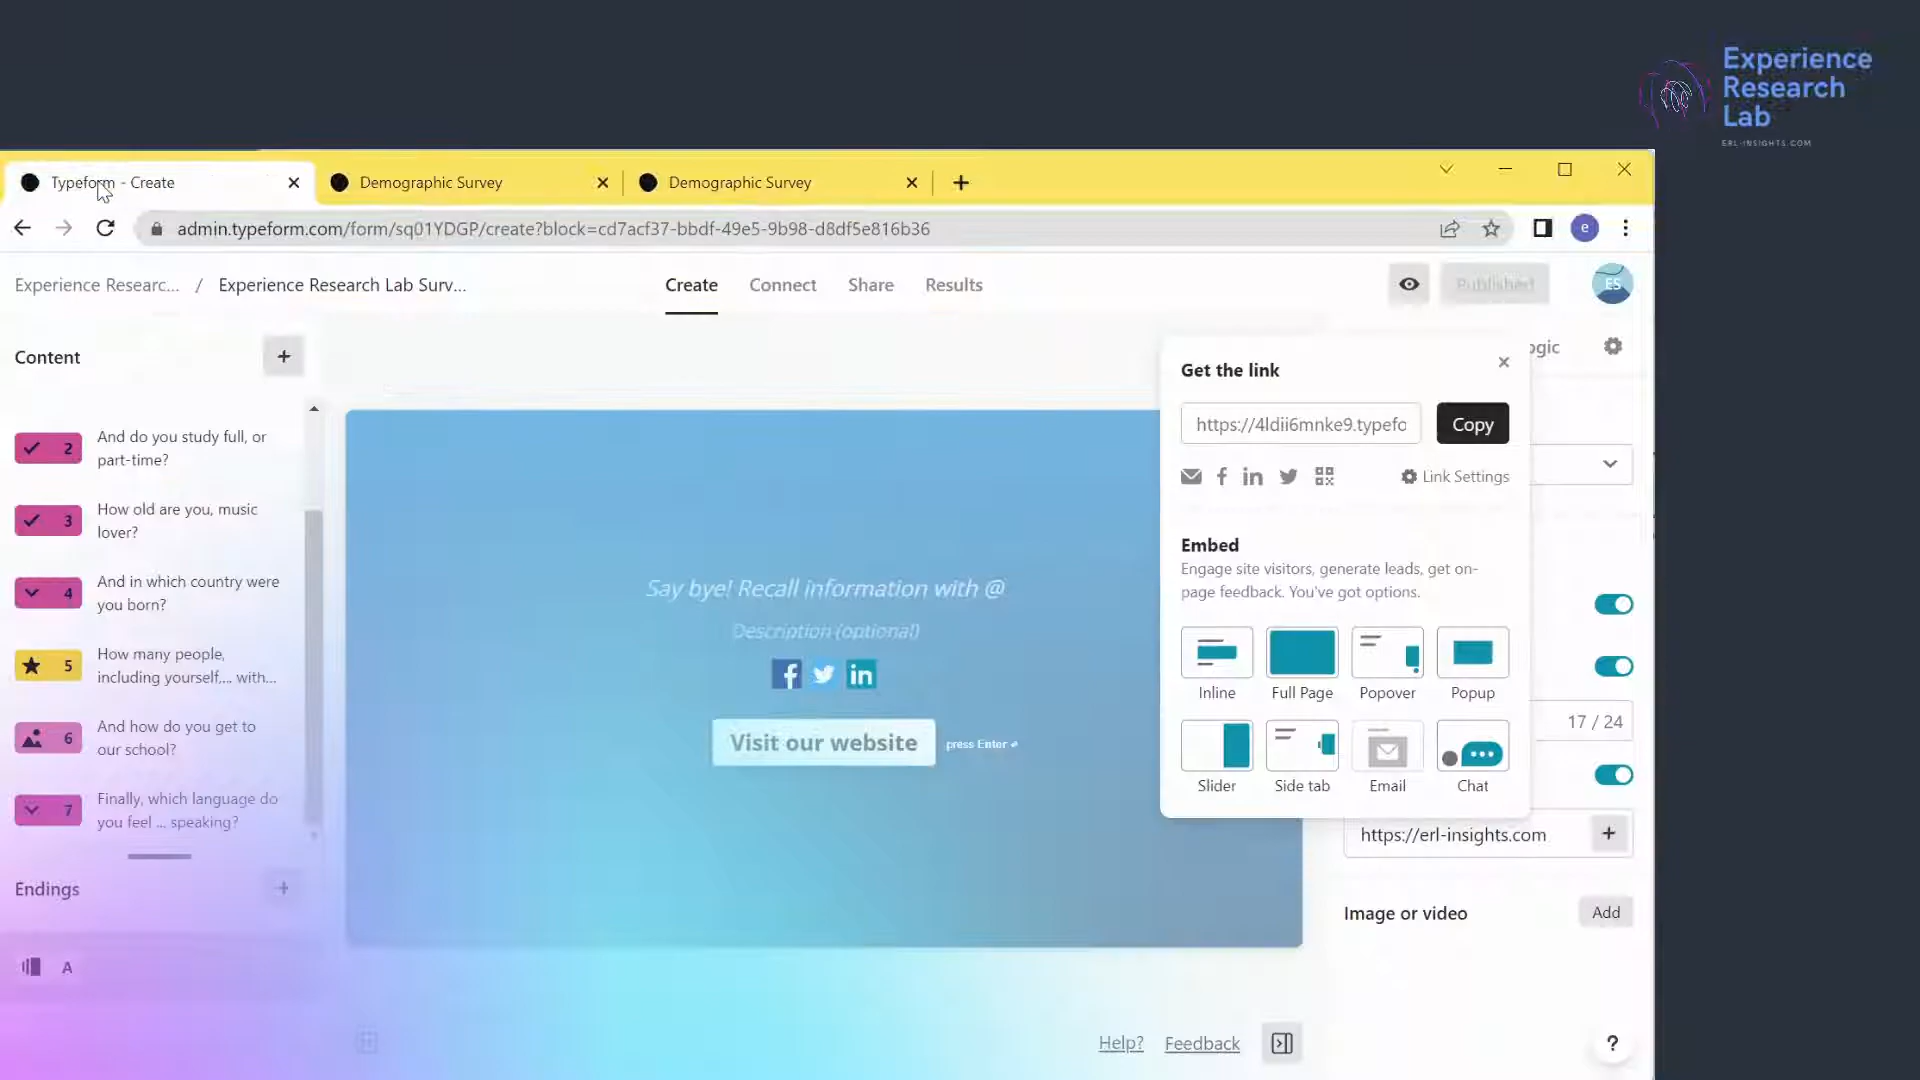 Experience
Research
Lab
ERL-INSIGHTS.COM
Typeform - Create
Demographic Survey
Demographic Survey
admin.typeform.com/form/sq01YDGP/create?block=cd7acf37-bbdf-49e5-9b98-d8df5e816b36
e
Experience Researc... / Experience Research Lab Surv...
Create
Connect
Share
Results
Published
ES
Content
2
And do you study full, or
part-time?
3
How old are you, music
lover?
4
And in which country were
you born?
5
How many people,
including yourself,... with...
6
And how do you get to
our school?
7
Finally, which language do
you feel ... speaking?
Endings
A
Say bye! Recall information with @
Description (optional)
Visit our website
press Enter ↵
Get the link
https://4ldii6mnke9.typefo
Copy
Link Settings
Embed
Engage site visitors, generate leads, get on-
page feedback. You've got options.
Inline
Full Page
Popover
Popup
Slider
Side tab
Email
Chat
ogic
17 / 24
https://erl-insights.com
Image or video
Add
Help?
Feedback
?